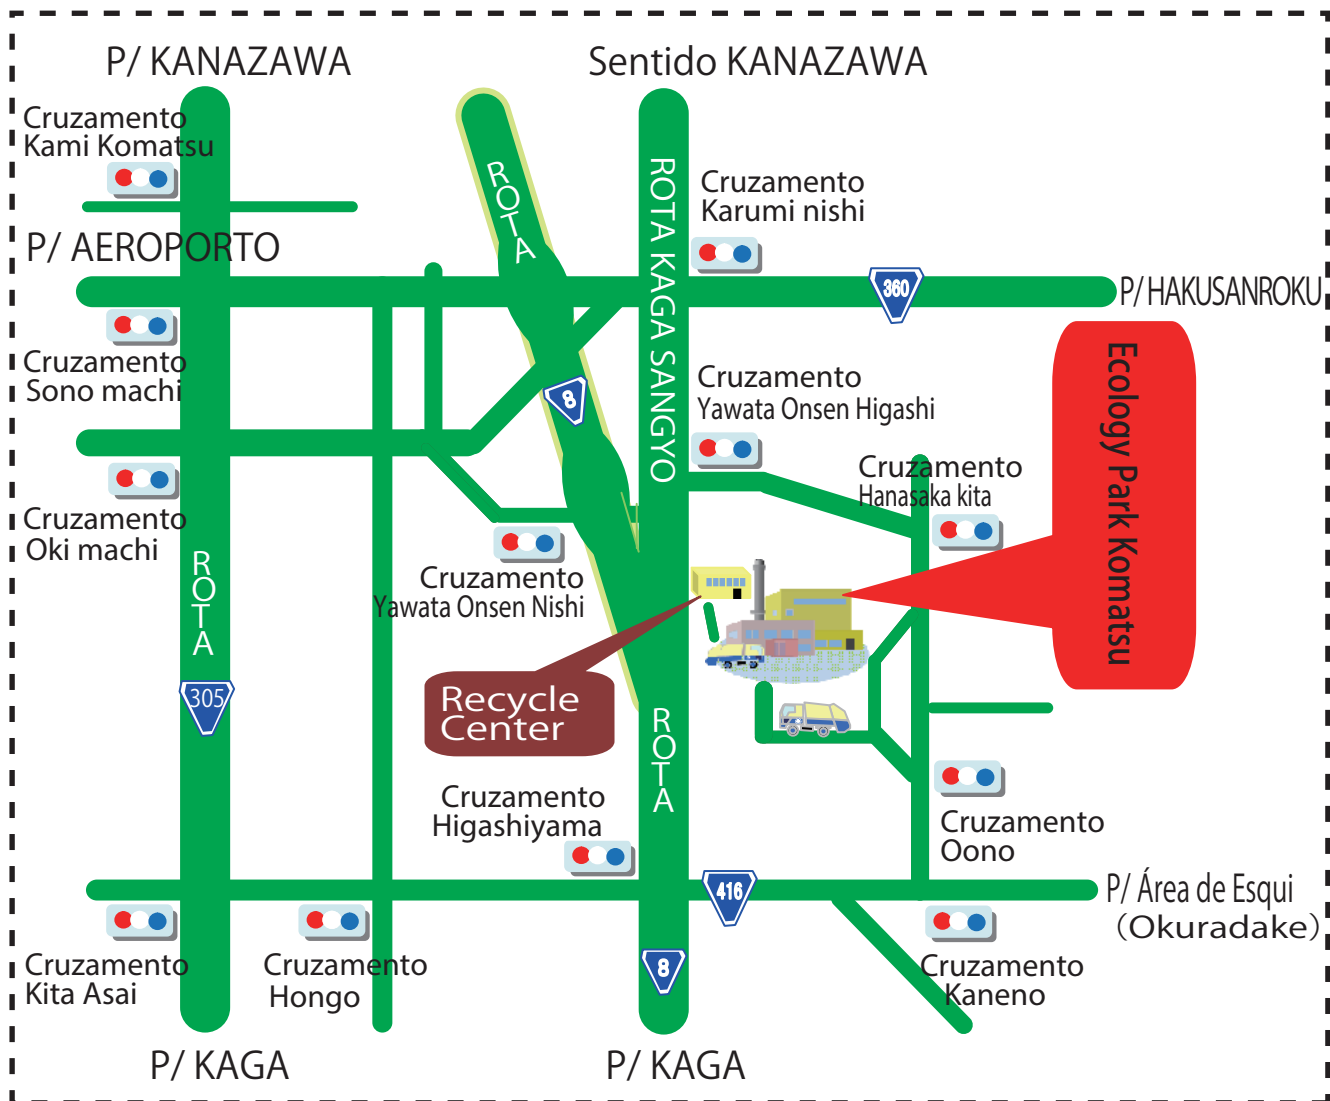 P/ KANAZAWA
Sentido KANAZAWA
Cruzamento
Kami Komatsu
ROTA
ROTA KAGA SANGYO
Cruzamento
Karumi nishi
P/ AEROPORTO
360
P/ HAKUSANROKU
Cruzamento
Sono machi
8
Cruzamento
Yawata Onsen Higashi
Ecology Park Komatsu
Cruzamento
Hanasaka kita
Cruzamento
Oki machi
ROTA
Cruzamento
Yawata Onsen Nishi
305
Recycle
Center
ROTA
Cruzamento
Higashiyama
Cruzamento
Oono
416
P/ Área de Esqui
(Okuradake)
Cruzamento
Kita Asai
Cruzamento
Hongo
8
Cruzamento
Kaneno
P/ KAGA
P/ KAGA